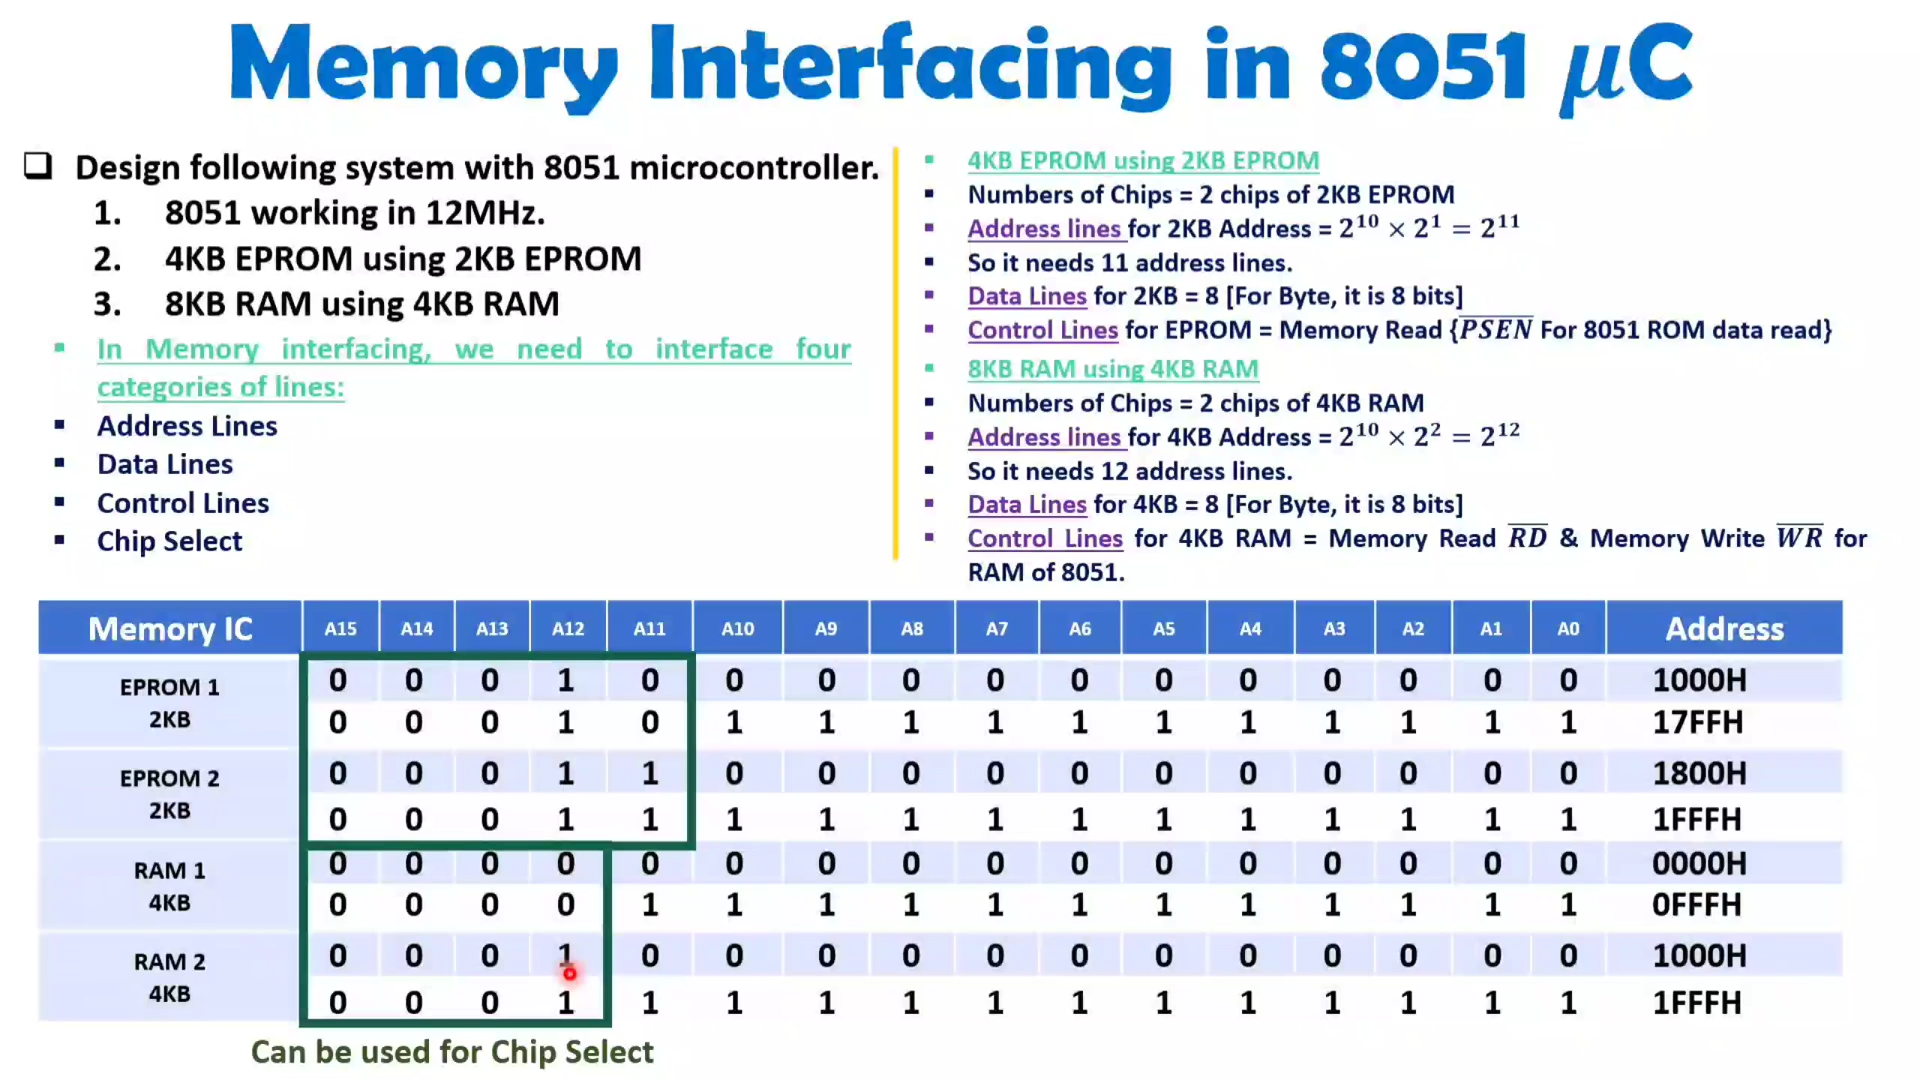 Memory Interfacing in 8051 μC
❑ Design following system with 8051 microcontroller.
1. 8051 working in 12MHz.
2. 4KB EPROM using 2KB EPROM
3. 8KB RAM using 4KB RAM
▪ In Memory interfacing, we need to interface four
categories of lines:
▪ Address Lines
▪ Data Lines
▪ Control Lines
▪ Chip Select
▪ 4KB EPROM using 2KB EPROM
▪ Numbers of Chips = 2 chips of 2KB EPROM
▪ Address lines for 2KB Address = 2¹⁰ × 2¹ = 2¹¹
▪ So it needs 11 address lines.
▪ Data Lines for 2KB = 8 [For Byte, it is 8 bits]
▪ Control Lines for EPROM = Memory Read {P̅S̅E̅N̅ For 8051 ROM data read}
▪ 8KB RAM using 4KB RAM
▪ Numbers of Chips = 2 chips of 4KB RAM
▪ Address lines for 4KB Address = 2¹⁰ × 2² = 2¹²
▪ So it needs 12 address lines.
▪ Data Lines for 4KB = 8 [For Byte, it is 8 bits]
▪ Control Lines for 4KB RAM = Memory Read R̅D̅ & Memory Write W̅R̅ for
RAM of 8051.
Memory IC A15 A14 A13 A12 A11 A10 A9 A8 A7 A6 A5 A4 A3 A2 A1 A0 Address
EPROM 1 0 0 0 1 0 0 0 0 0 0 0 0 0 0 0 0 1000H
2KB 0 0 0 1 0 1 1 1 1 1 1 1 1 1 1 1 17FFH
EPROM 2 0 0 0 1 1 0 0 0 0 0 0 0 0 0 0 0 1800H
2KB 0 0 0 1 1 1 1 1 1 1 1 1 1 1 1 1 1FFFH
RAM 1 0 0 0 0 0 0 0 0 0 0 0 0 0 0 0 0 0000H
4KB 0 0 0 0 1 1 1 1 1 1 1 1 1 1 1 1 0FFFH
RAM 2 0 0 0 1 0 0 0 0 0 0 0 0 0 0 0 0 1000H
4KB 0 0 0 1 1 1 1 1 1 1 1 1 1 1 1 1 1FFFH
Can be used for Chip Select